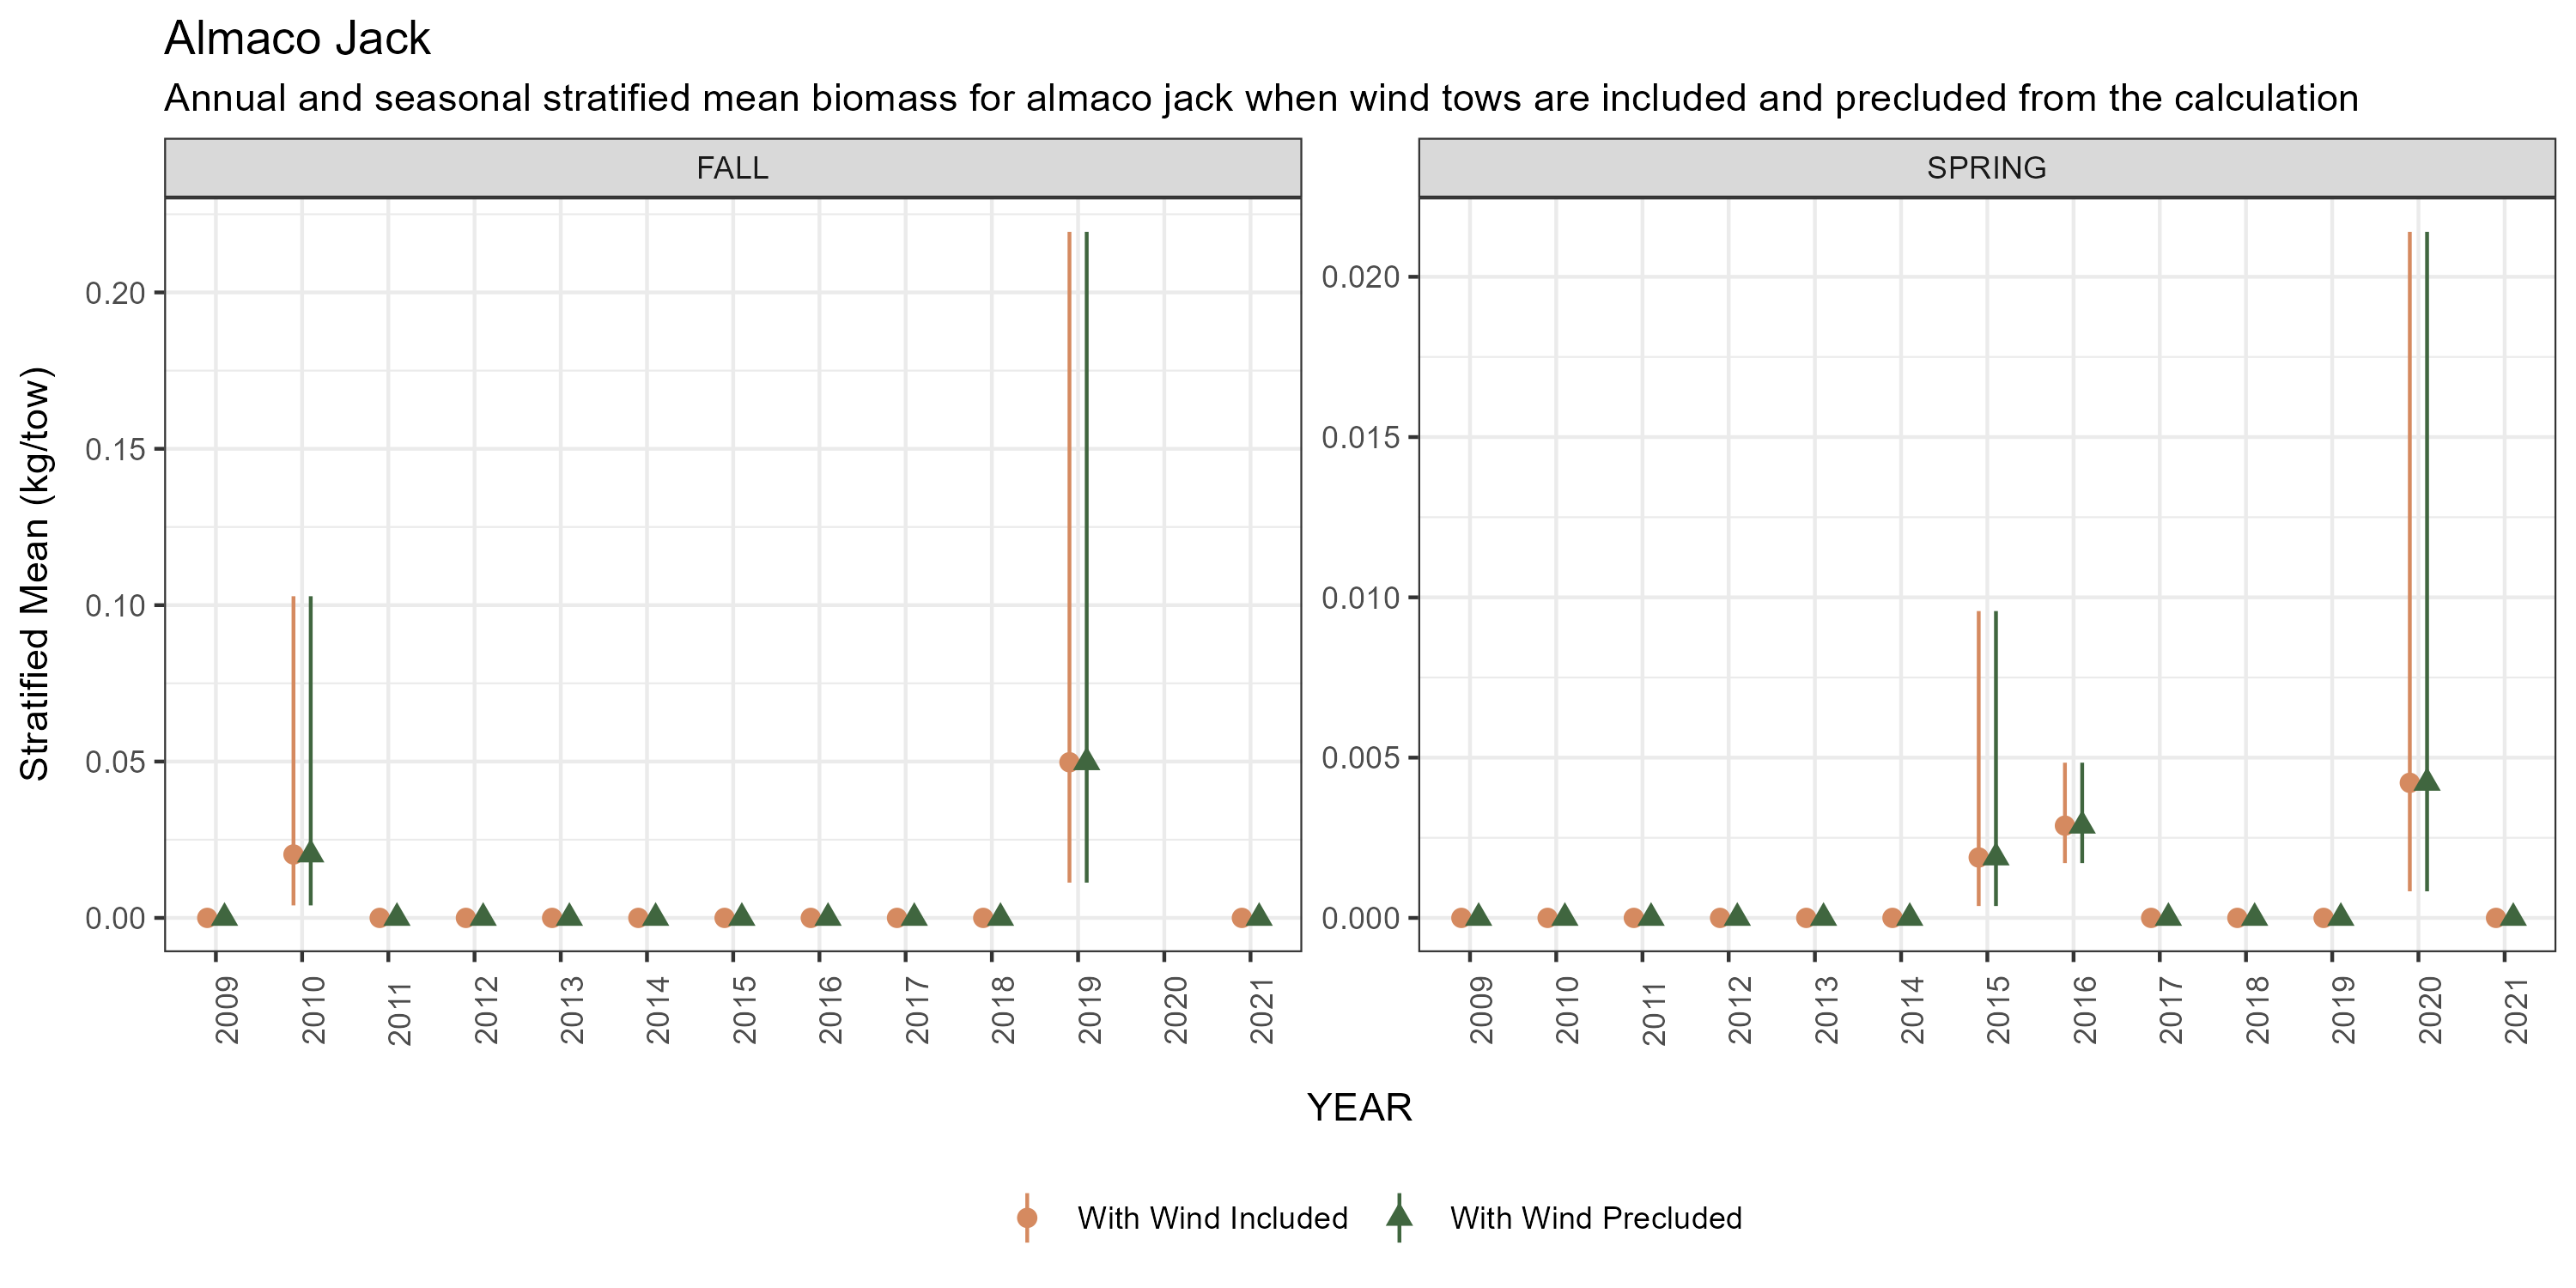 Almaco Jack
Annual and seasonal stratified mean biomass for almaco jack when wind tows are included and precluded from the calculation
FALL
SPRING
Stratified Mean (kg/tow)
0.20
0.15
0.10
0.05
0.00
0.020
0.015
0.010
0.005
0.000
2009 2010 2011 2012 2013 2014 2015 2016 2017 2018 2019 2020 2021
2009 2010 2011 2012 2013 2014 2015 2016 2017 2018 2019 2020 2021
YEAR
With Wind Included With Wind Precluded